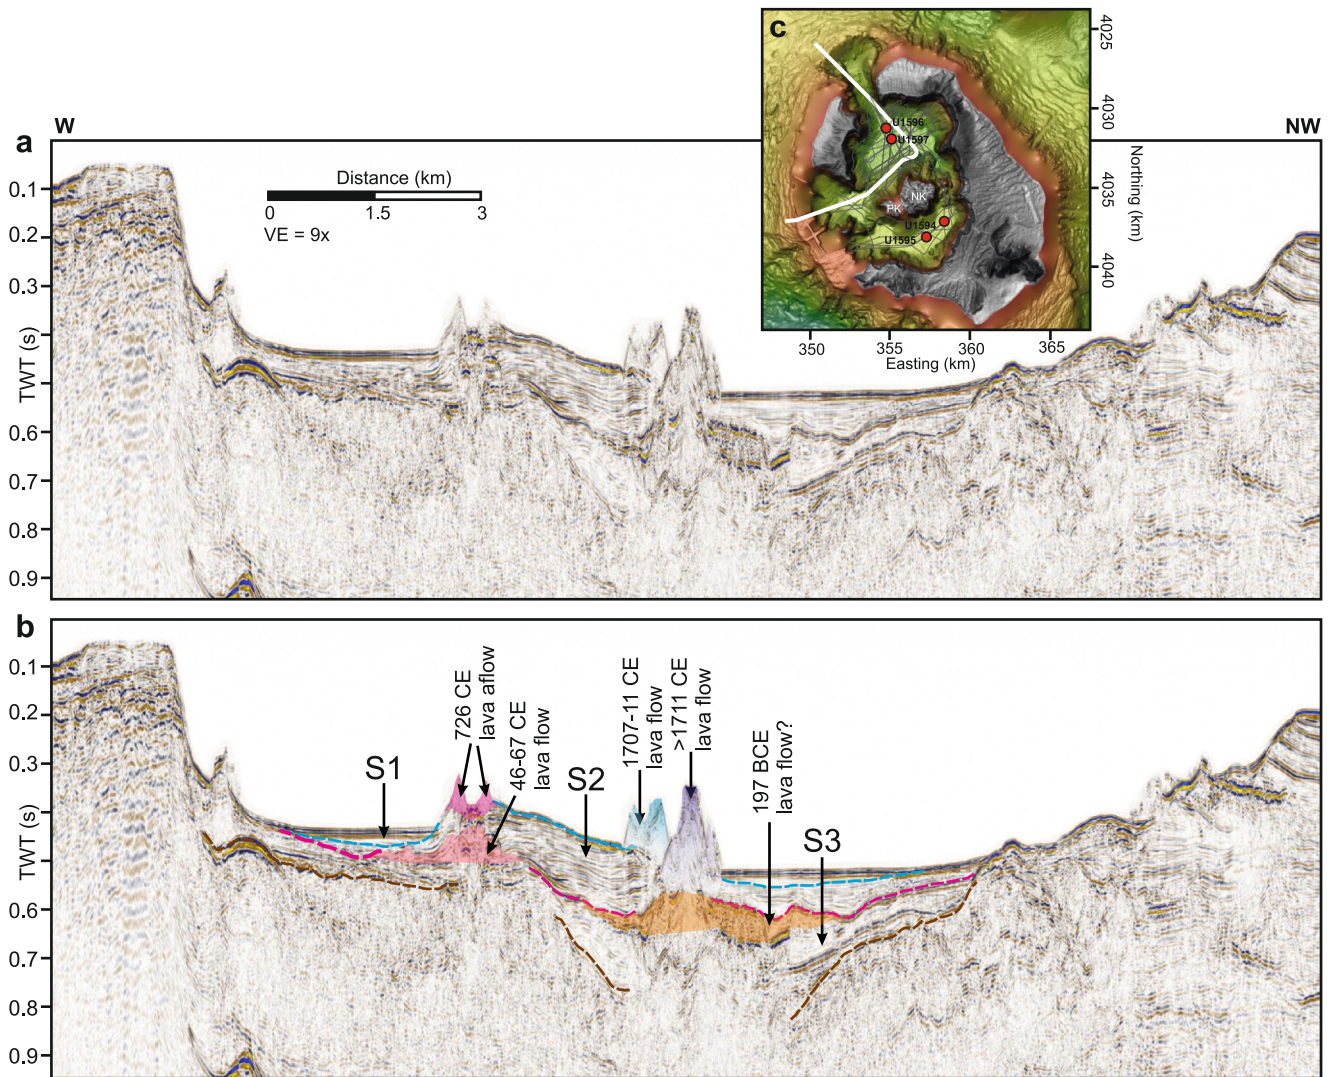 a
W
NW
c
Distance (km)
0
1.5
3
VE = 9x
TWT (s)
0.1
0.2
0.3
0.6
0.7
0.8
0.9
U1596
U1597
NK
PK
U1594
U1595
4025
4030
4035
4040
Northing (km)
350
355
360
365
Easting (km)
b
TWT (s)
0.1
0.2
0.3
0.6
0.7
0.8
0.9
S1
726 CE
lava aflow
46-67 CE
lava flow
S2
1707-11 CE
lava flow
>1711 CE
lava flow
197 BCE
lava flow?
S3